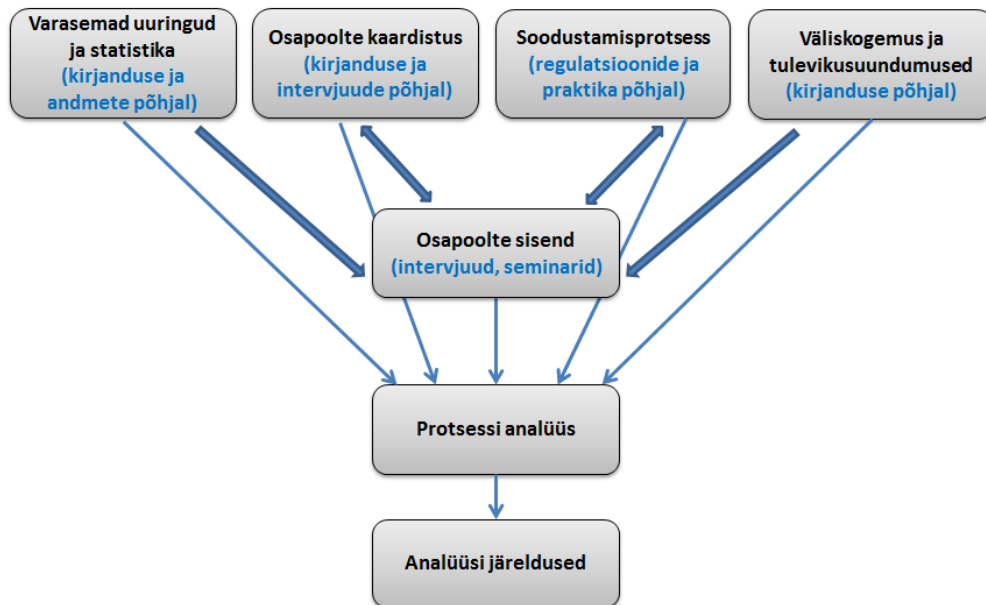 Varasemad uuringud
ja statistika
(kirjanduse ja
andmete põhjal)
Osapoolte kaardistus
(kirjanduse ja
intervjuude põhjal)
Soodustamisprotsess
(regulatsioonide ja
praktika põhjal)
Väliskogemus ja
tulevikusuundumused
(kirjanduse põhjal)
Osapoolte sisend
(intervjuud, seminarid)
Protsessi analüüs
Analüüsi järeldused